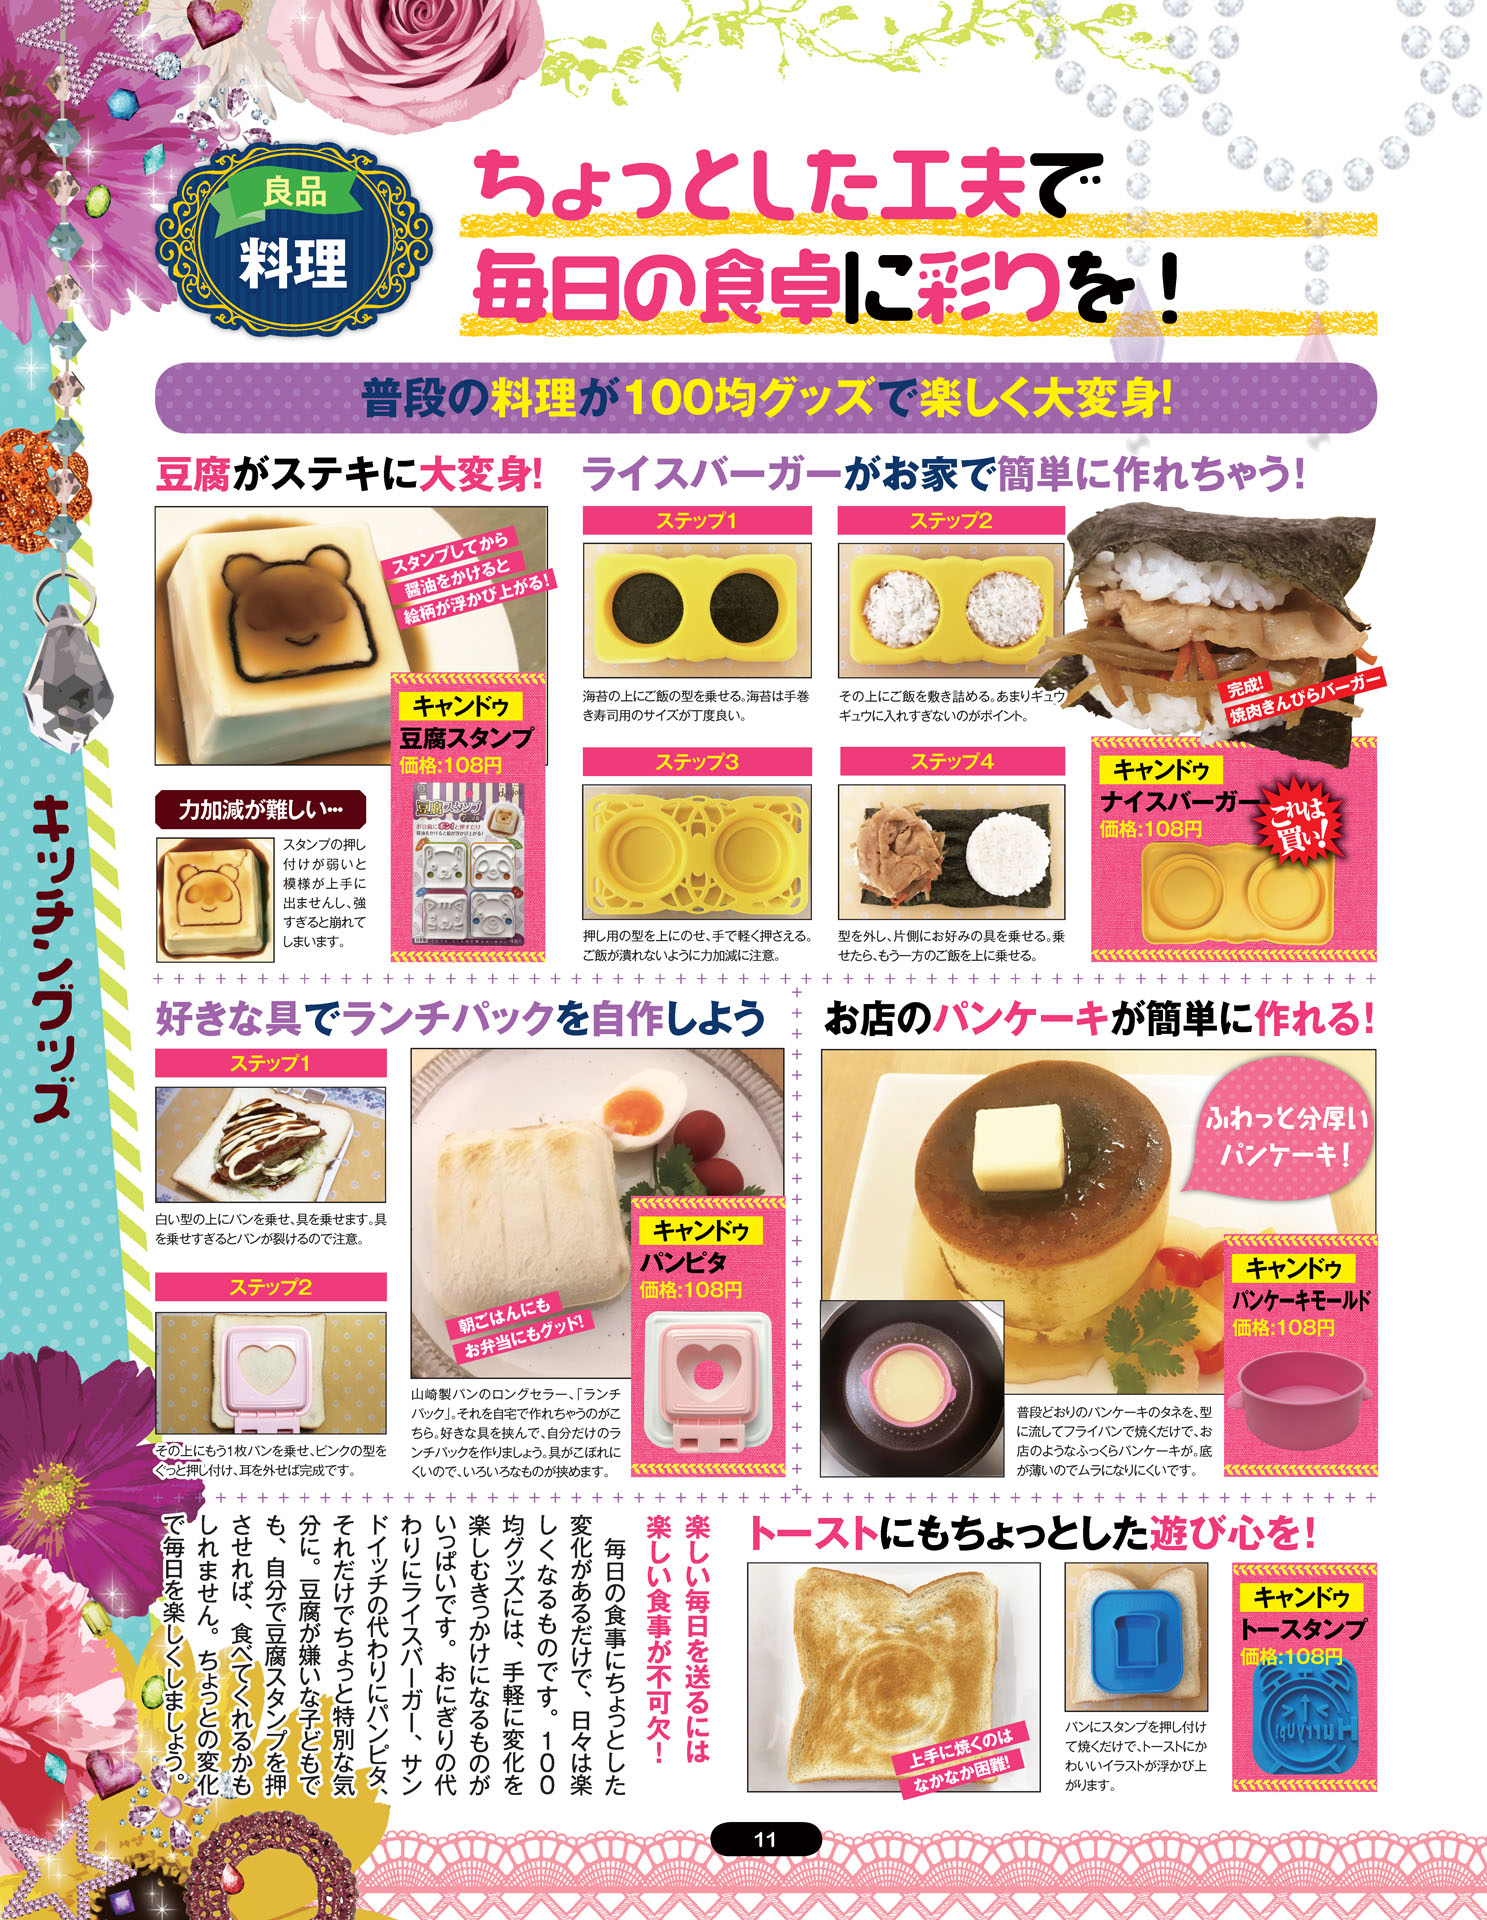 良品
料理
ちょっとした工夫で
毎日の食卓に彩りを！
普段の料理が100均グッズで楽しく大変身！
キッチングッズ
豆腐がステキに大変身！
スタンプしてから
醤油をかけると
絵柄が浮かび上がる！
キャンドゥ
豆腐スタンプ
価格:108円
豆腐スタンプ
力加減が難しい…
スタンプの押し
付けが弱いと
模様が上手に
出ませんし、強
すぎると崩れて
しまいます。
ライスバーガーがお家で簡単に作れちゃう！
ステップ1
海苔の上にご飯の型を乗せる。海苔は手巻
き寿司用のサイズが丁度良い。
ステップ2
その上にご飯を敷き詰める。あまりギュウ
ギュウに入れすぎないのがポイント。
ステップ3
押し用の型を上にのせ、手で軽く押さえる。
ご飯が潰れないように力加減に注意。
ステップ4
型を外し、片側にお好みの具を乗せる。乗
せたら、もう一方のご飯を上に乗せる。
完成！
焼肉きんぴらバーガー
キャンドゥ
ナイスバーガー
価格:108円
これは
買い！
好きな具でランチパックを自作しよう
ステップ1
白い型の上にパンを乗せ、具を乗せます。具
を乗せすぎるとパンが裂けるので注意。
ステップ2
その上にもう1枚パンを乗せ、ピンクの型を
ぐっと押し付け、耳を外せば完成です。
朝ごはんにも
お弁当にもグッド！
キャンドゥ
パンピタ
価格:108円
山崎製パンのロングセラー、「ランチ
パック」。それを自宅で作れちゃうのがこ
ちら。好きな具を挟んで、自分だけのラ
ンチパックを作りましょう。具がこぼれに
くいので、いろいろなものが挟めます。
お店のパンケーキが簡単に作れる！
ふわっと分厚い
パンケーキ！
キャンドゥ
パンケーキモールド
価格:108円
普段どおりのパンケーキのタネを、型
に流してフライパンで焼くだけで、お
店のようなふっくらパンケーキが。底
が薄いのでムラになりにくいです。
楽しい毎日を送るには
楽しい食事が不可欠！
毎日の食事にちょっとした
変化があるだけで、日々は楽
しくなるものです。100
均グッズには、手軽に変化を
楽しむきっかけになるものが
いっぱいです。おにぎりの代
わりにライスバーガー、サン
ドイッチの代わりにパンピタ、
それだけでちょっと特別な気
分に。豆腐が嫌いな子どもで
も、自分で豆腐スタンプを押
させれば、食べてくれるかも
しれません。ちょっとの変化
で毎日を楽しくしましょう。
トーストにもちょっとした遊び心を！
上手に焼くのは
なかなか困難！
パンにスタンプを押し付け
て焼くだけで、トーストにか
わいいイラストが浮かび上
がります。
キャンドゥ
トースタンプ
価格:108円
Hurry up!
11